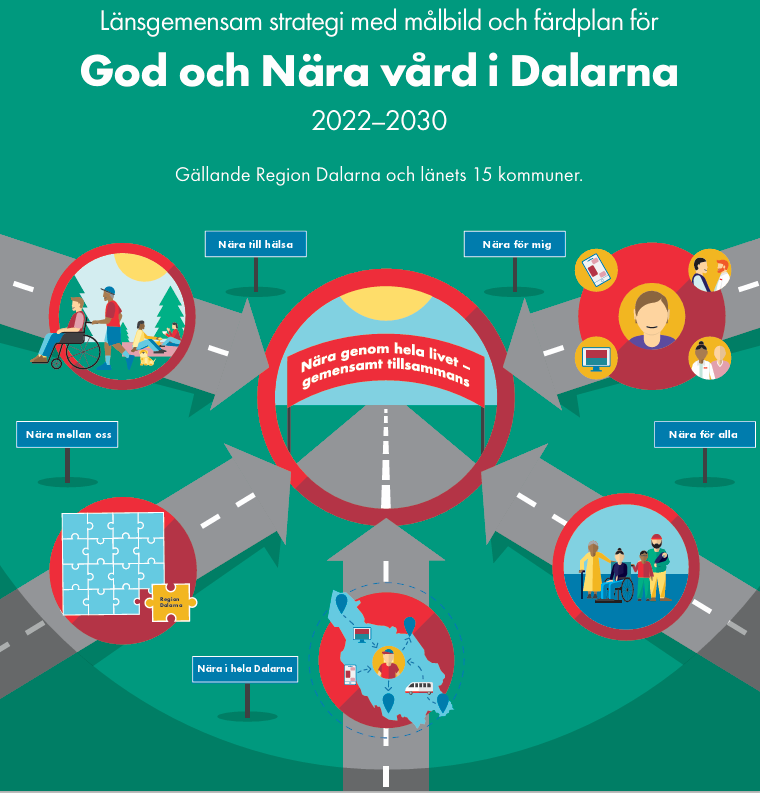 Länsgemensam strategi med målbild och färdplan för
God och Nära vård i Dalarna
2022–2030
Gällande Region Dalarna och länets 15 kommuner.
Nära till hälsa
Nära för mig
Nära genom hela livet –
gemensamt tillsammans
Nära mellan oss
Nära för alla
Region
Dalarna
Nära i hela Dalarna